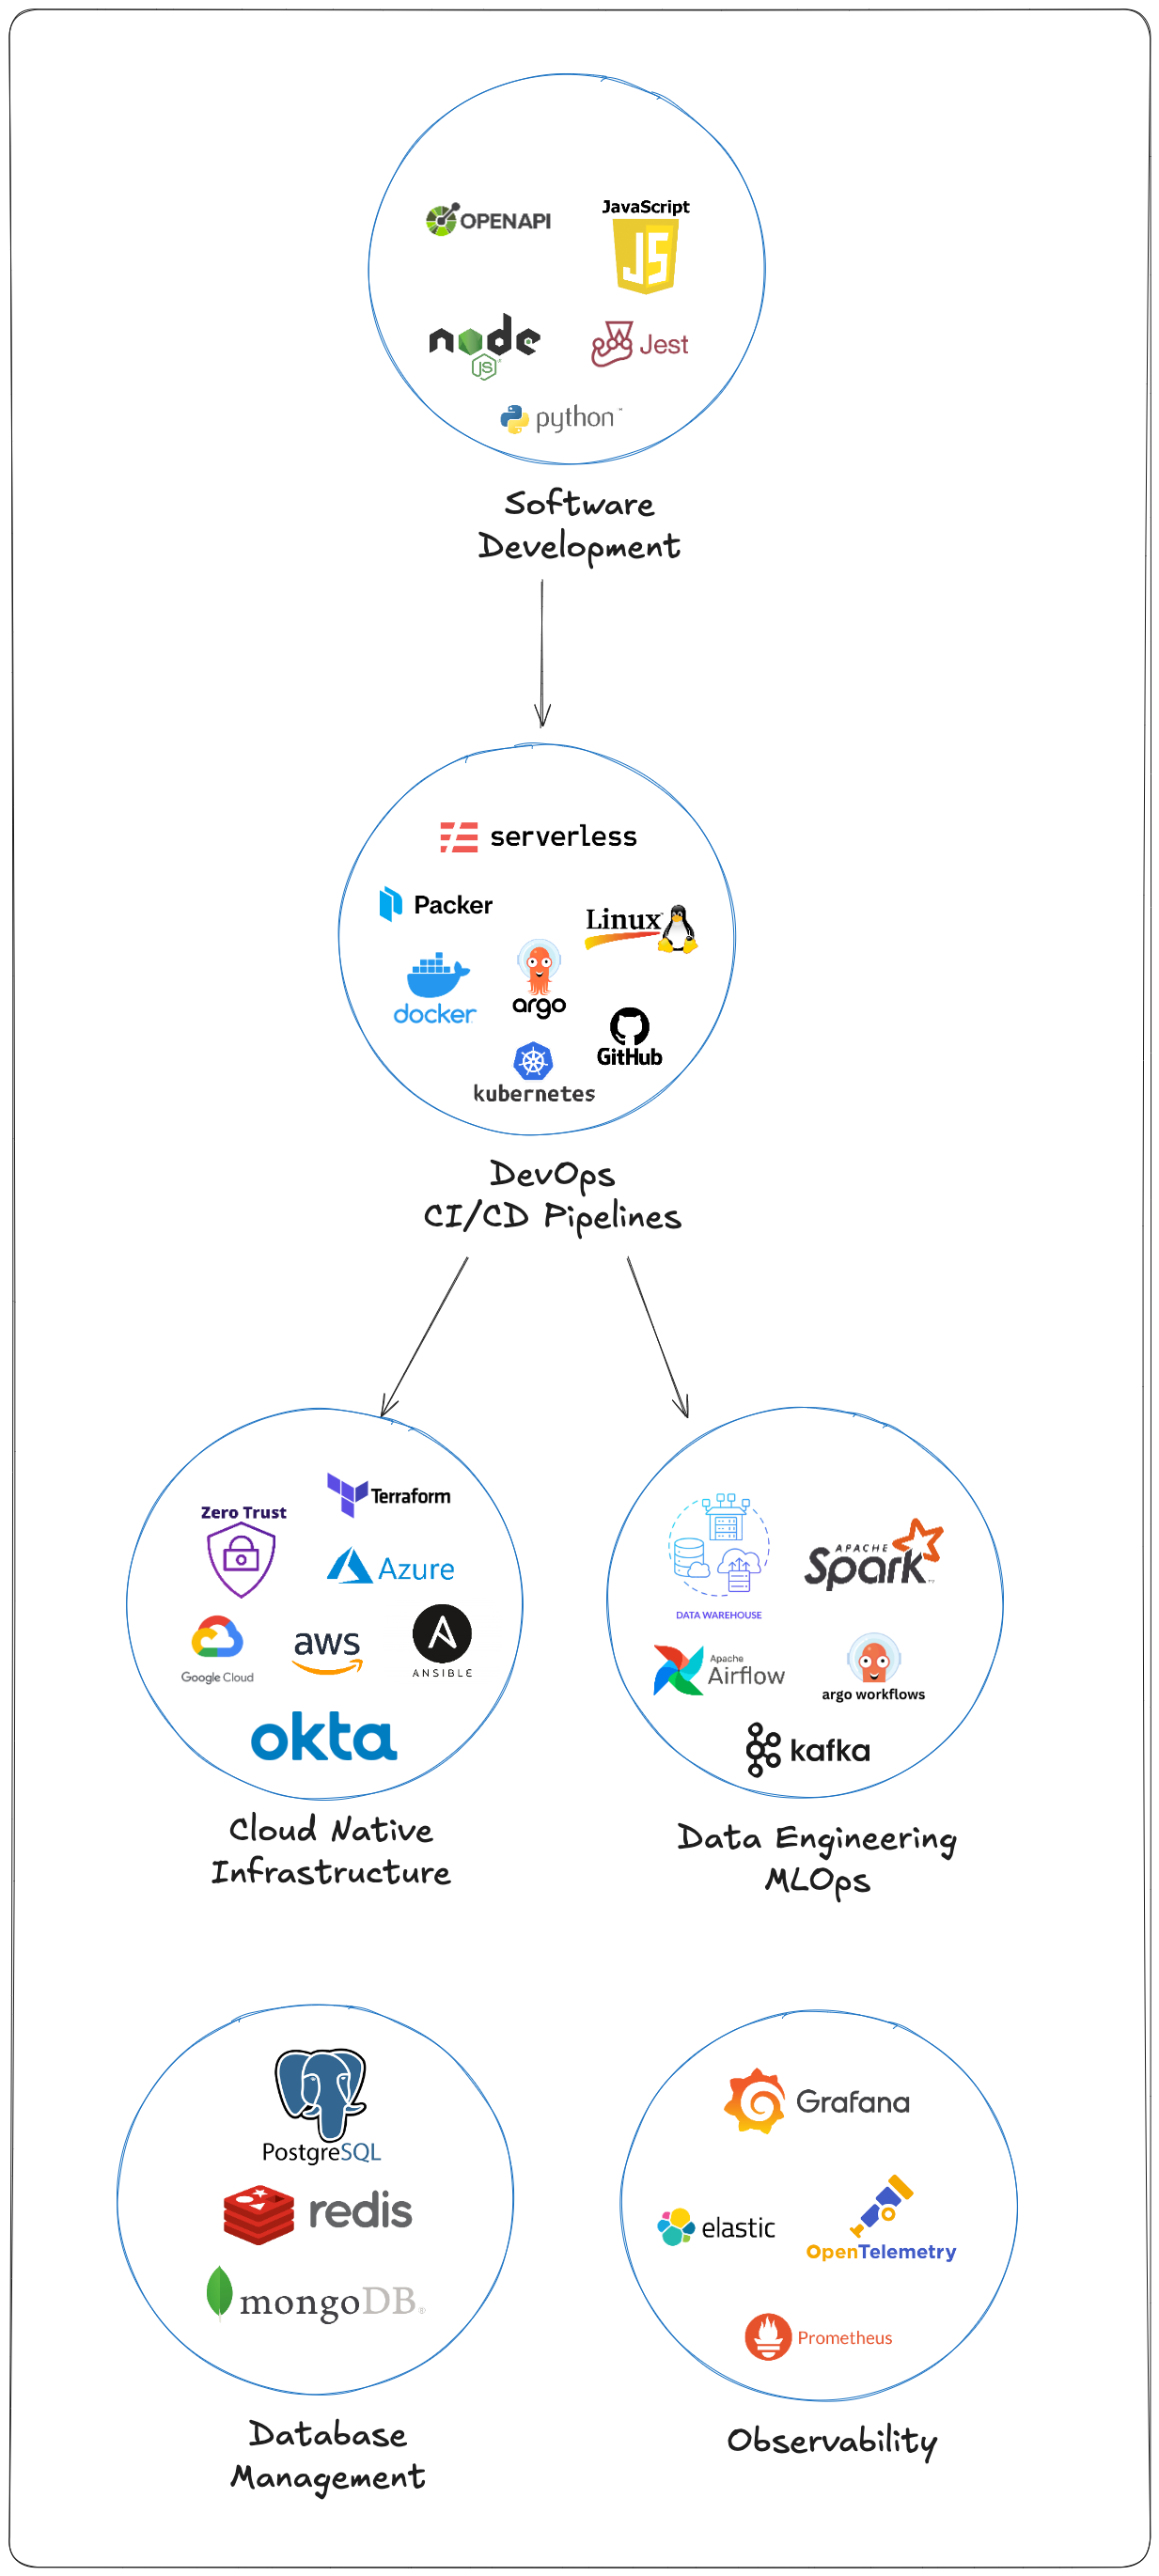 OPENAPI
JavaScript
JS
node
JS
Jest
python
Software
Development
serverless
Packer
Linux
docker
argo
GitHub
kubernetes
DevOps
CI/CD Pipelines
Terraform
Zero Trust
Azure
Google Cloud
aws
ANSIBLE
okta
DATA WAREHOUSE
APACHE
Spark
Apache
Airflow
argo workflows
kafka
Cloud Native
Infrastructure
Data Engineering
MLOps
PostgreSQL
redis
mongoDB
Grafana
elastic
OpenTelemetry
Prometheus
Database
Management
Observability